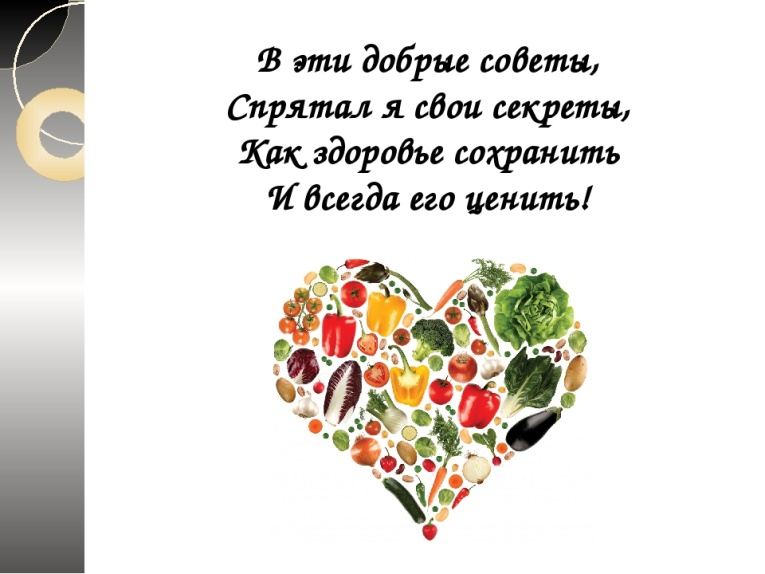 В эти добрые советы,
Спрятал я свои секреты,
Как здоровье сохранить
И всегда его ценить!